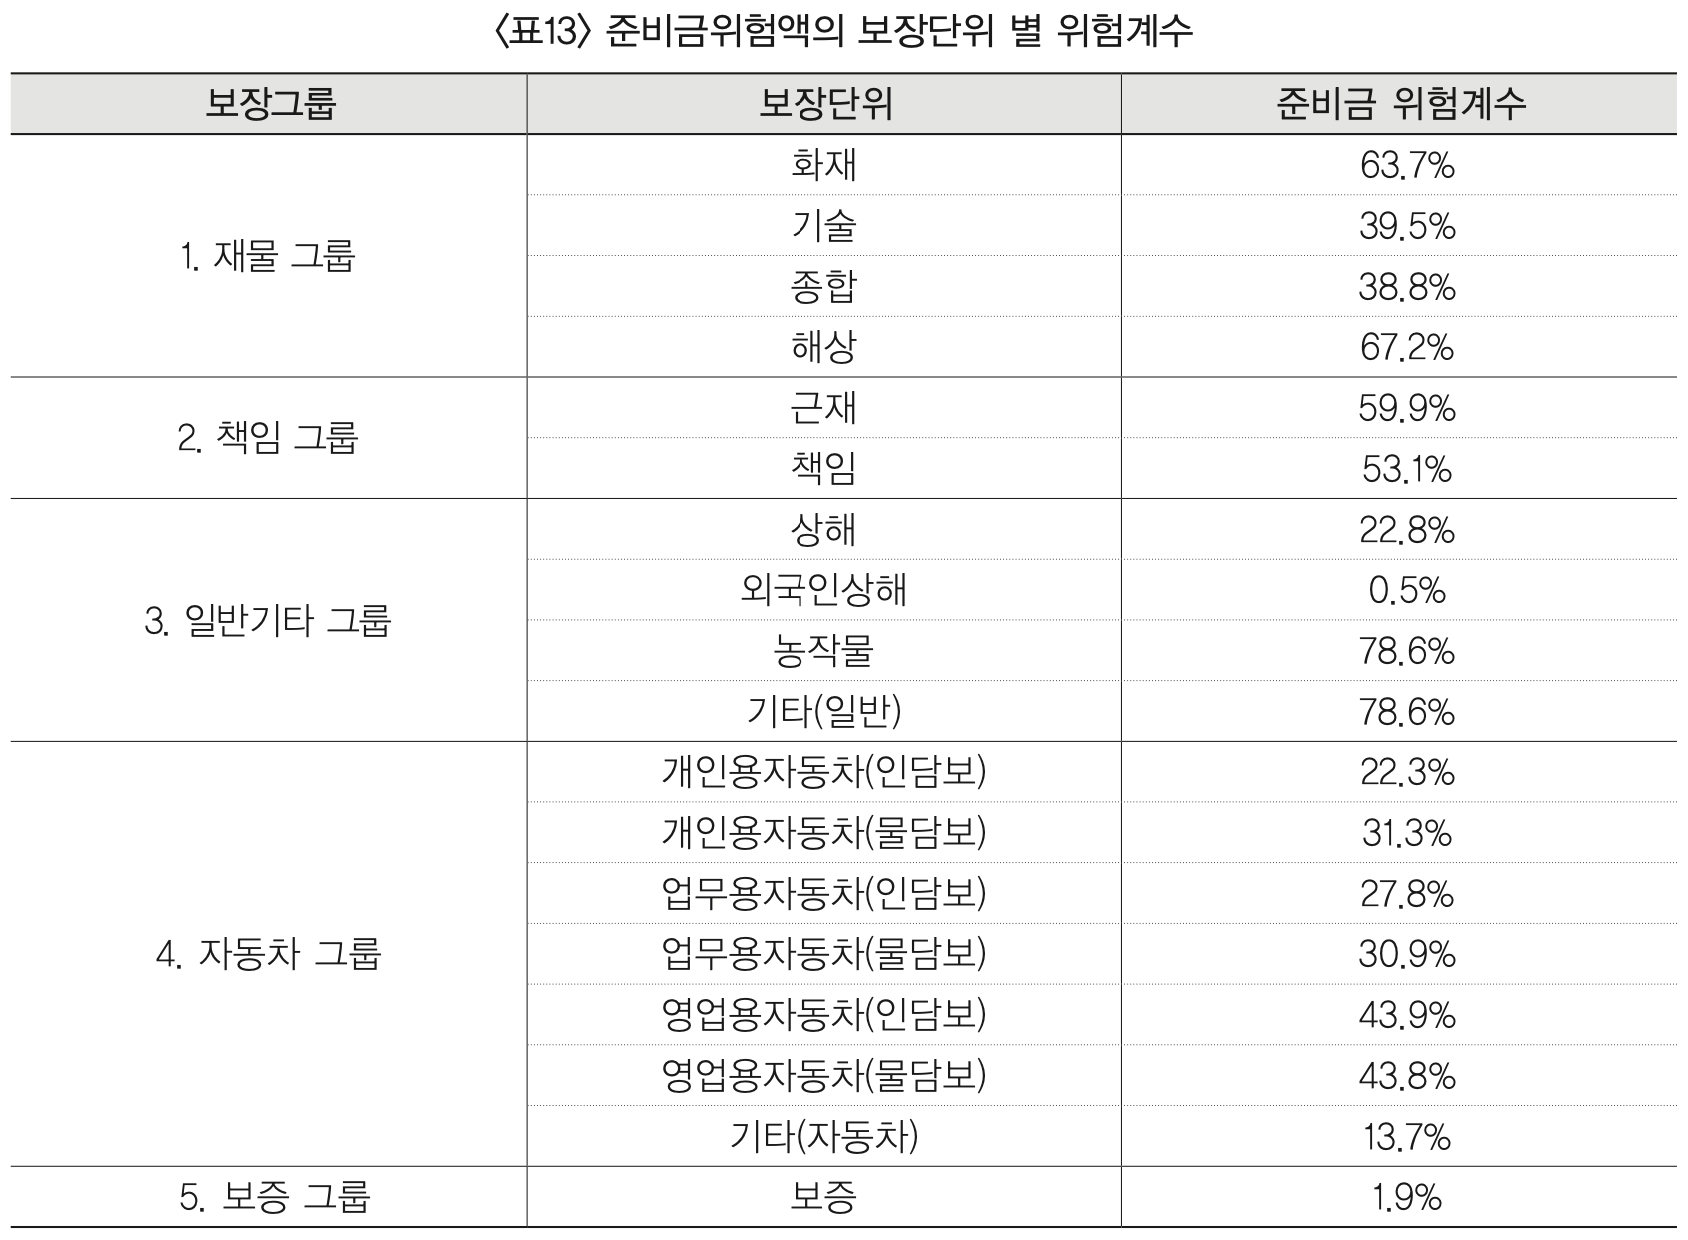 <표13> 준비금위험액의 보장단위 별 위험계수
보장그룹 보장단위 준비금 위험계수
1. 재물 그룹
화재 63.7%
기술 39.5%
종합 38.8%
해상 67.2%
2. 책임 그룹
근재 59.9%
책임 53.1%
3. 일반기타 그룹
상해 22.8%
외국인상해 0.5%
농작물 78.6%
기타(일반) 78.6%
4. 자동차 그룹
개인용자동차(인담보) 22.3%
개인용자동차(물담보) 31.3%
업무용자동차(인담보) 27.8%
업무용자동차(물담보) 30.9%
영업용자동차(인담보) 43.9%
영업용자동차(물담보) 43.8%
기타(자동차) 13.7%
5. 보증 그룹 보증 1.9%